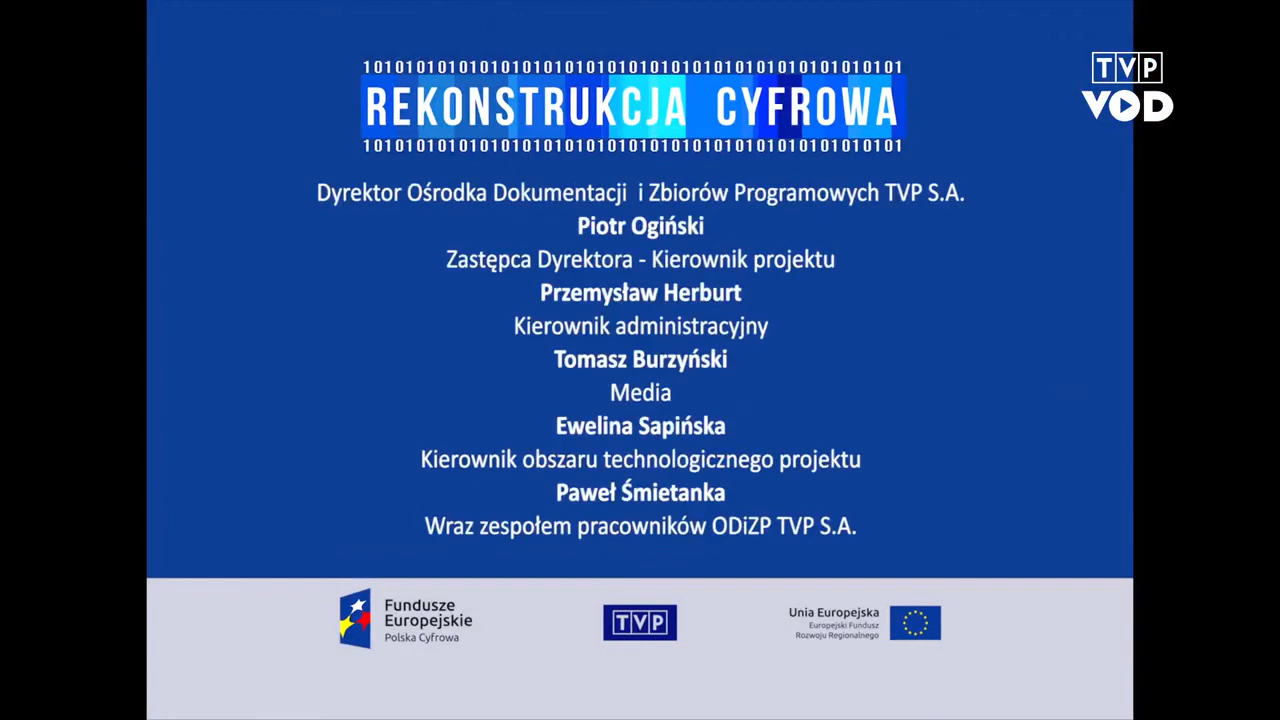 1010101010101010101010101010101010101010101010101010101010101
REKONSTRUKCJA CYFROWA
1010101010101010101010101010101010101010101010101010101010101
TVP
VOD
Dyrektor Ośrodka Dokumentacji i Zbiorów Programowych TVP S.A.
Piotr Ogiński
Zastępca Dyrektora - Kierownik projektu
Przemysław Herburt
Kierownik administracyjny
Tomasz Burzyński
Media
Ewelina Sapińska
Kierownik obszaru technologicznego projektu
Paweł Śmietanka
Wraz zespołem pracowników ODiZP TVP S.A.
Fundusze
Europejskie
Polska Cyfrowa
TVP
Unia Europejska
Europejski Fundusz
Rozwoju Regionalnego